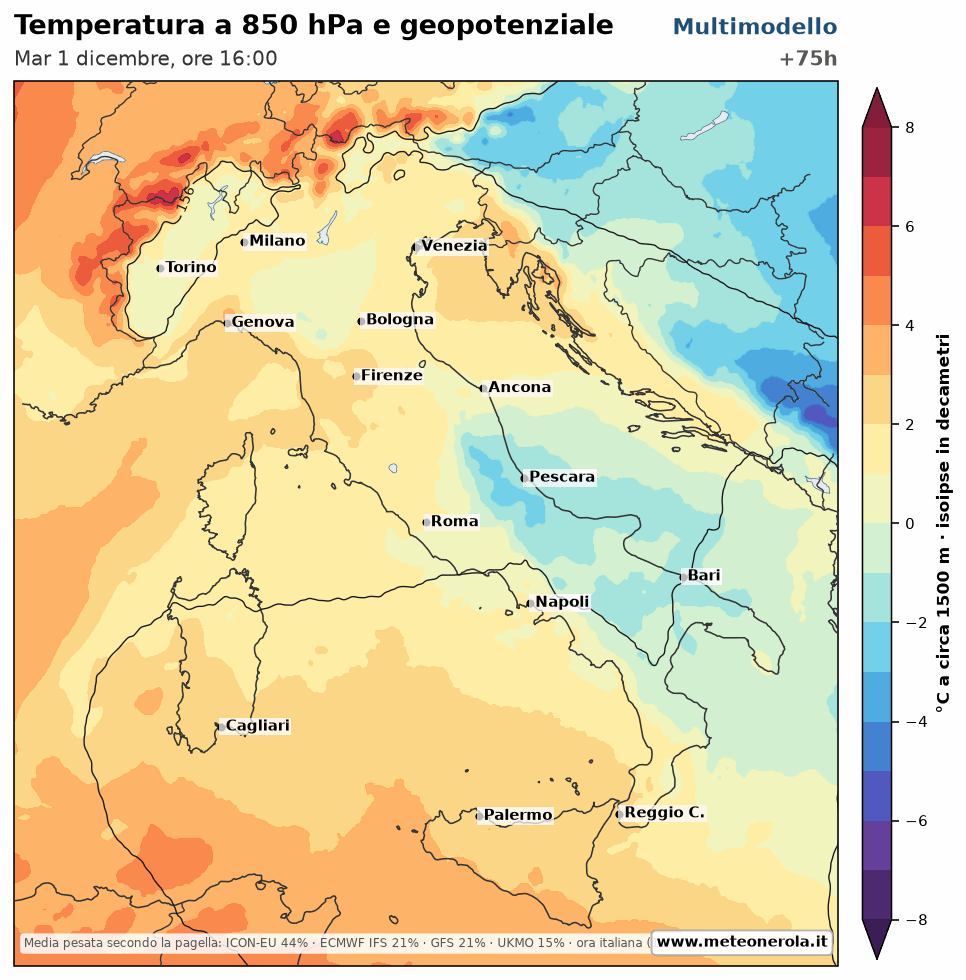 Temperatura a 850 hPa e geopotenziale
Multimodello
Mar 1 dicembre, ore 16:00
+75h
156
Milano
Venezia
Torino
Genova
Bologna
Firenze
Ancona
Pescara
Roma
Bari
Napoli
Cagliari
Palermo
Reggio C.
8
6
4
2
0
−2
−4
−6
−8
°C a circa 1500 m · isoipse in decametri
Media pesata secondo la pagella: ICON-EU 44% · ECMWF IFS 21% · GFS 21% · UKMO 15% · ora italiana (
www.meteonerola.it